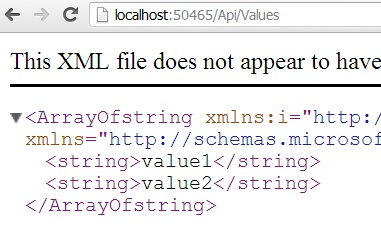 localhost:50465/Api/Values
This XML file does not appear to have
<ArrayOfstring xmlns:i="http:/
xmlns="http://schemas.microsof
<string>value1</string>
<string>value2</string>
</ArrayOfstring>